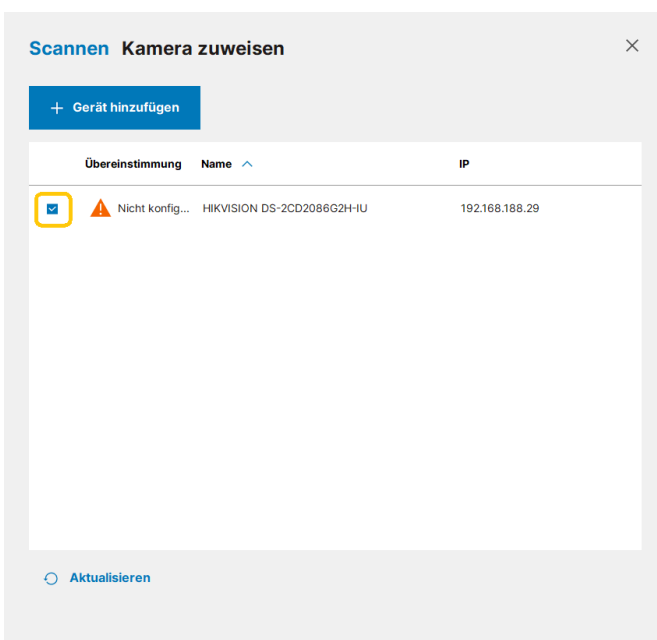 Scannen Kamera zuweisen
Gerät hinzufügen
Übereinstimmung Name IP
Nicht konfig... HIKVISION DS-2CD2086G2H-IU 192.168.188.29
Aktualisieren